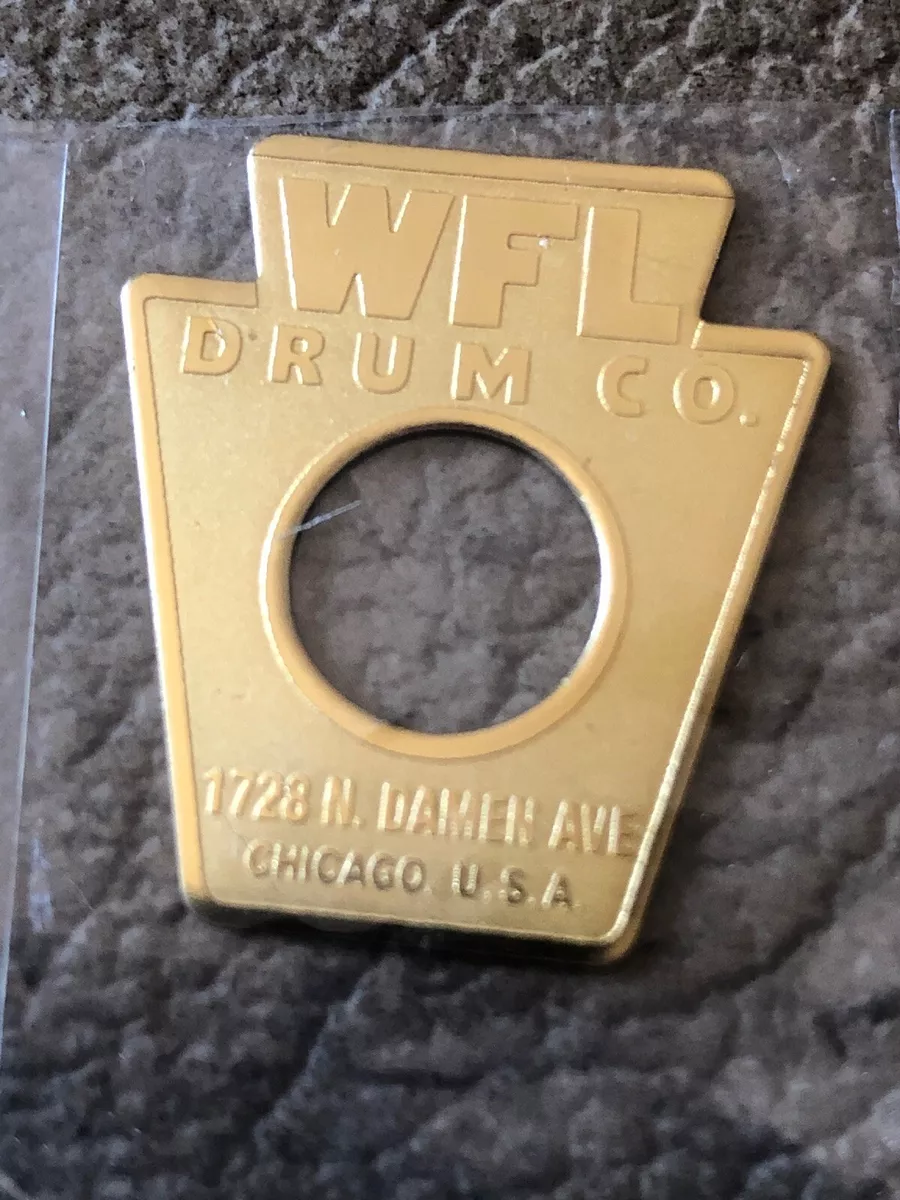 WFL
DRUM CO.
1728 N. DAMEN AVE
CHICAGO. U.S.A.